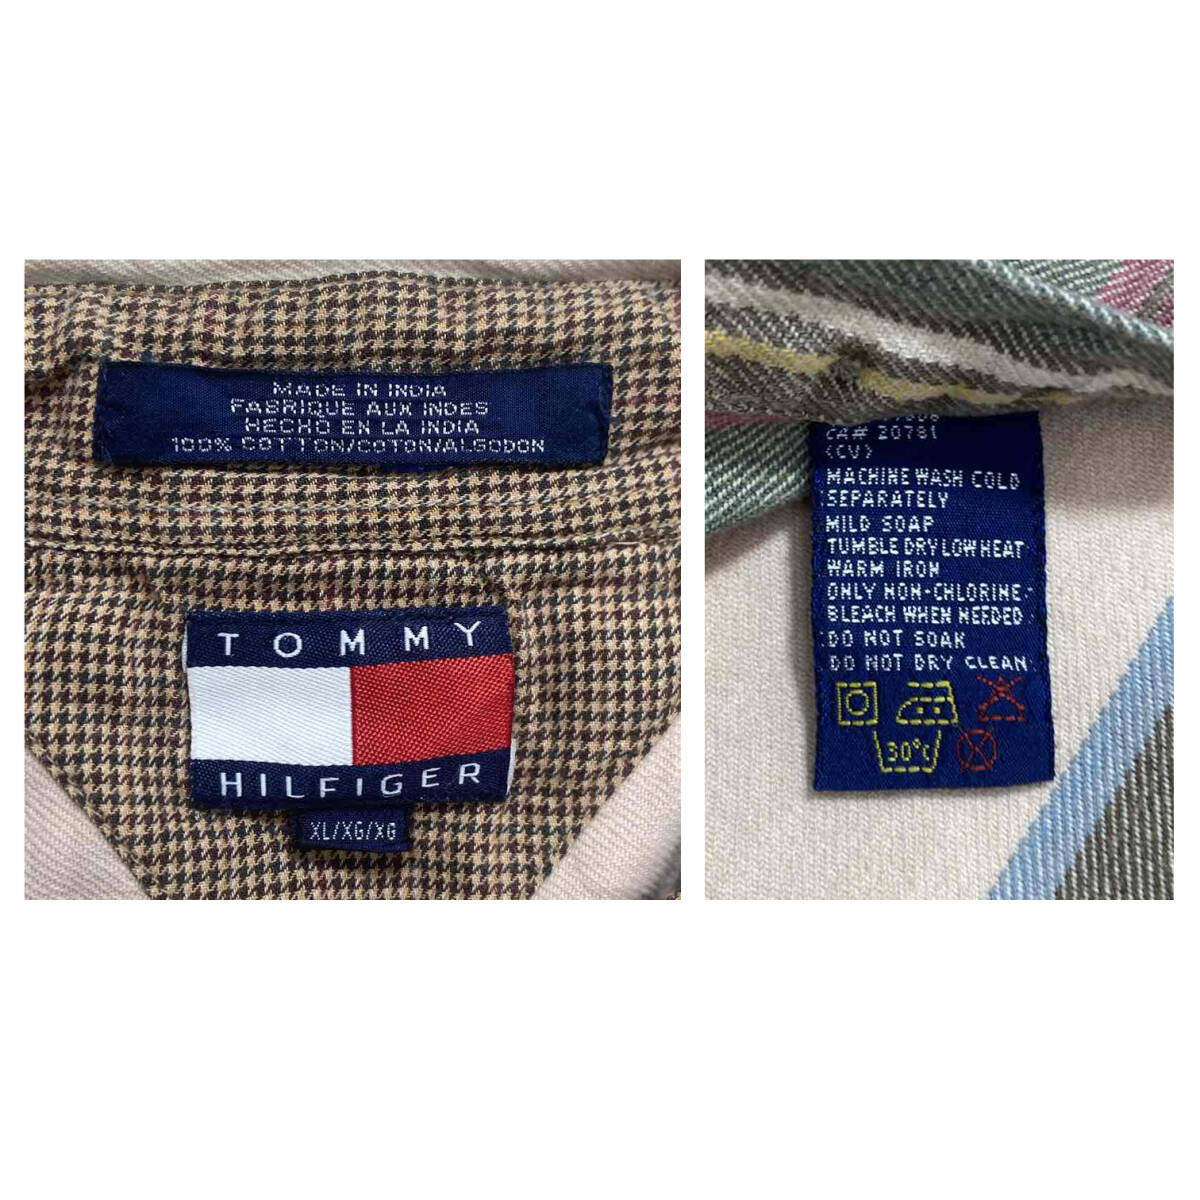 MADE IN INDIA
FABRIQUE AUX INDES
HECHO EN LA INDIA
100% COTTON/COTON/ALGODON
TOMMY
HILFIGER
XL/XG/XG
CA# 20781
(CV)
MACHINE WASH COLD
SEPARATELY
MILD SOAP
TUMBLE DRY LOW HEAT
WARM IRON
ONLY NON-CHLORINE
BLEACH WHEN NEEDED
DO NOT SOAK
DO NOT DRY CLEAN
30°C